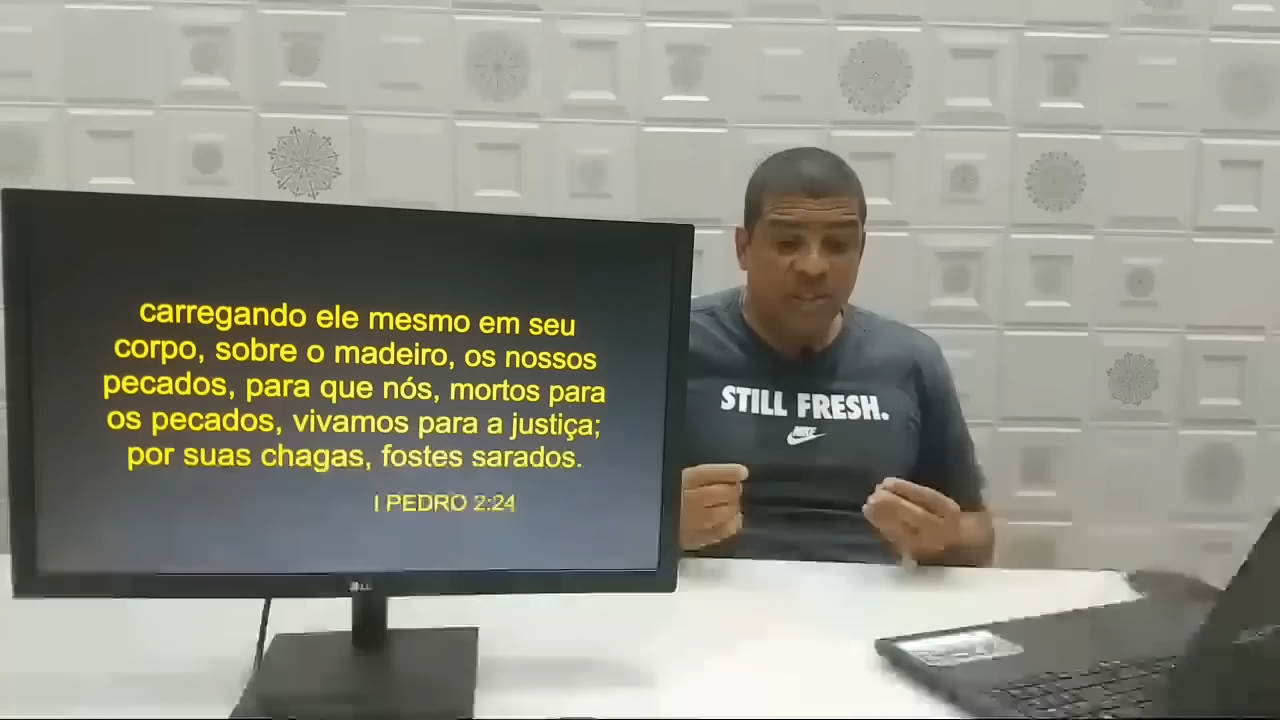 carregando ele mesmo em seu
corpo, sobre o madeiro, os nossos
pecados, para que nós, mortos para
os pecados, vivamos para a justiça;
por suas chagas, fostes sarados.
I PEDRO 2:24
STILL FRESH.
NIKE